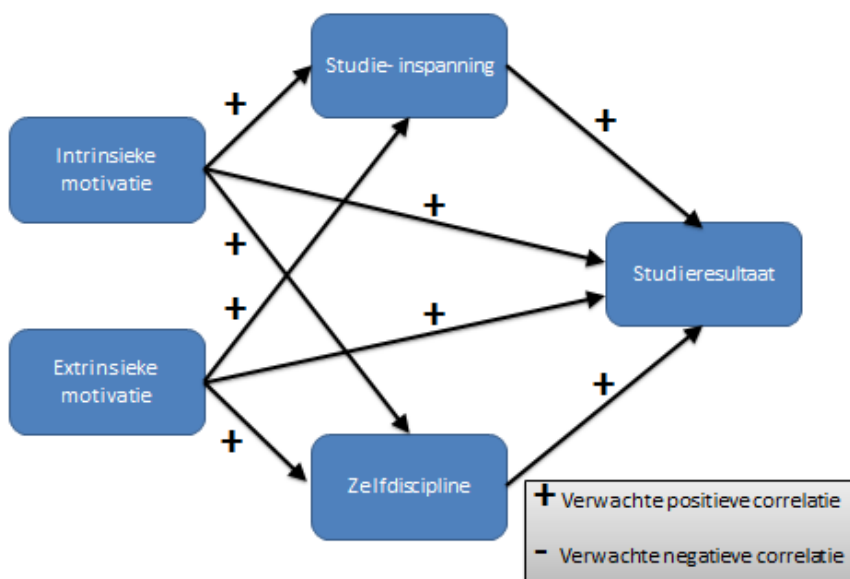 Studie- inspanning
+
+
Intrinsieke
motivatie
+
+
Studieresultaat
+
+
Extrinsieke
motivatie
+
+
Zelfdiscipline
+ Verwachte positieve correlatie
- Verwachte negatieve correlatie